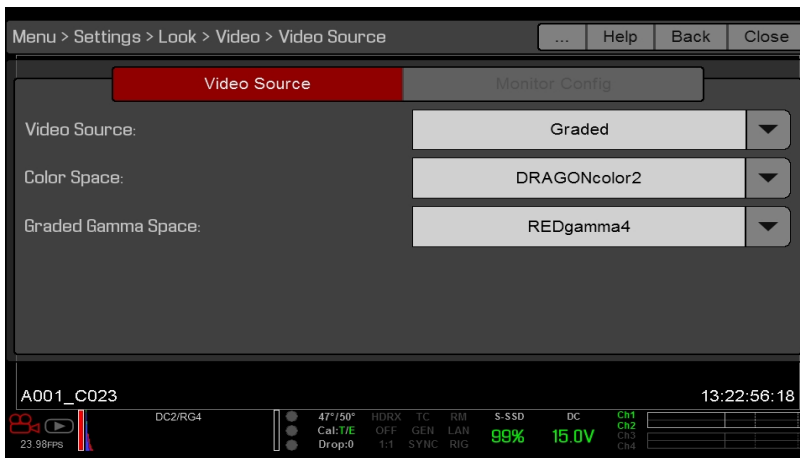 Menu > Settings > Look > Video > Video Source
... Help Back Close
Video Source Monitor Config
Video Source: Graded
Color Space: DRAGONcolor2
Graded Gamma Space: REDgamma4
A001_C023 13:22:56:18
DC2/RG4 47°/50° HDRX TC RM S-SSD DC Ch1
Cal:T/E OFF GEN LAN 99% 15.0V Ch2
23.98FPS Drop:0 1:1 SYNC RIG Ch3
Ch4